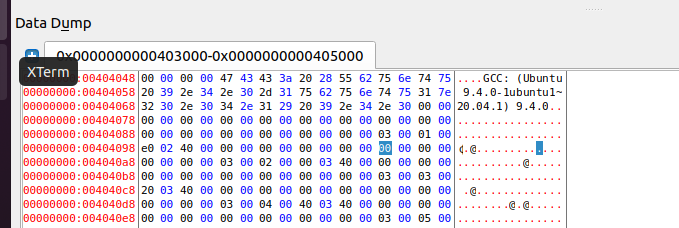 Data Dump
0x0000000000403000-0x0000000000405000
XTerm
00000000:00404048 00 00 00 00 47 43 43 3a 20 28 55 62 75 6e 74 75 ....GCC: (Ubuntu
00000000:00404058 20 39 2e 34 2e 30 2d 31 75 62 75 6e 74 75 31 7e  9.4.0-1ubuntu1~
00000000:00404068 32 30 2e 30 34 2e 31 29 20 39 2e 34 2e 30 00 00 20.04.1) 9.4.0..
00000000:00404078 00 00 00 00 00 00 00 00 00 00 00 00 00 00 00 00 ................
00000000:00404088 00 00 00 00 00 00 00 00 00 00 00 00 03 00 01 00 ................
00000000:00404098 e0 02 40 00 00 00 00 00 00 00 00 00 00 00 00 00 ¢.@.............
00000000:004040a8 00 00 00 00 03 00 02 00 00 03 40 00 00 00 00 00 ..........@.....
00000000:004040b8 00 00 00 00 00 00 00 00 00 00 00 00 03 00 03 00 ................
00000000:004040c8 20 03 40 00 00 00 00 00 00 00 00 00 00 00 00 00  .@.............
00000000:004040d8 00 00 00 00 03 00 04 00 40 03 40 00 00 00 00 00 ........@.@.....
00000000:004040e8 00 00 00 00 00 00 00 00 00 00 00 00 03 00 05 00 ................